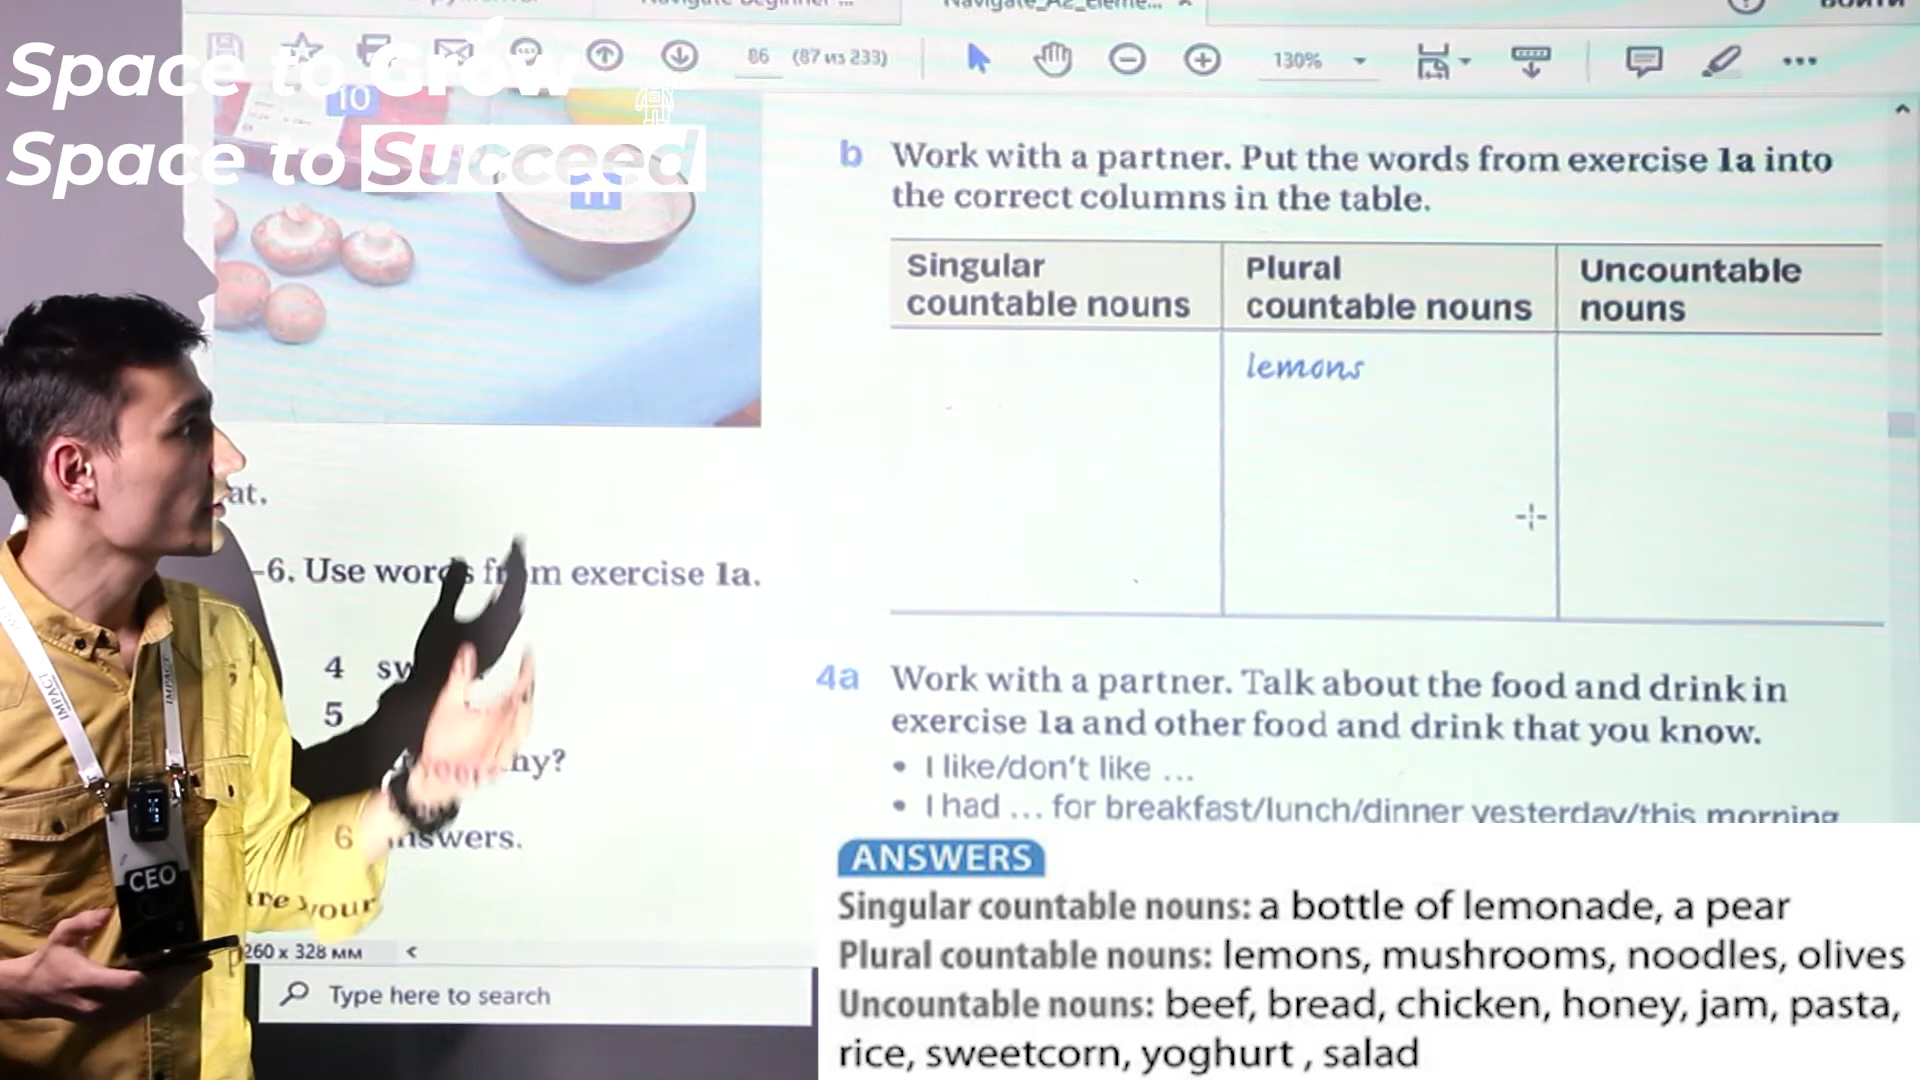 Space to Grow
Space to Succeed
86 (87 из 233)
130%
10
11
b Work with a partner. Put the words from exercise 1a into
the correct columns in the table.
Singular
countable nouns
Plural
countable nouns
Uncountable
nouns
lemons
at.
-6. Use words from exercise 1a.
4 sw
5
hy?
6 answers.
your
4a Work with a partner. Talk about the food and drink in
exercise 1a and other food and drink that you know.
• I like/don't like ...
• I had ... for breakfast/lunch/dinner yesterday/this morning
260 x 328 мм
Type here to search
IMPACT
IMPACT
CEO
ANSWERS
Singular countable nouns: a bottle of lemonade, a pear
Plural countable nouns: lemons, mushrooms, noodles, olives
Uncountable nouns: beef, bread, chicken, honey, jam, pasta,
rice, sweetcorn, yoghurt , salad